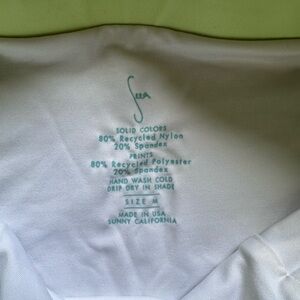 SOLID COLORS
80% Recycled Nylon
20% Spandex
PRINTS
80% Recycled Polyester
20% Spandex
HAND WASH COLD
DRIP DRY IN SHADE
SIZE M
MADE IN USA
SUNNY CALIFORNIA